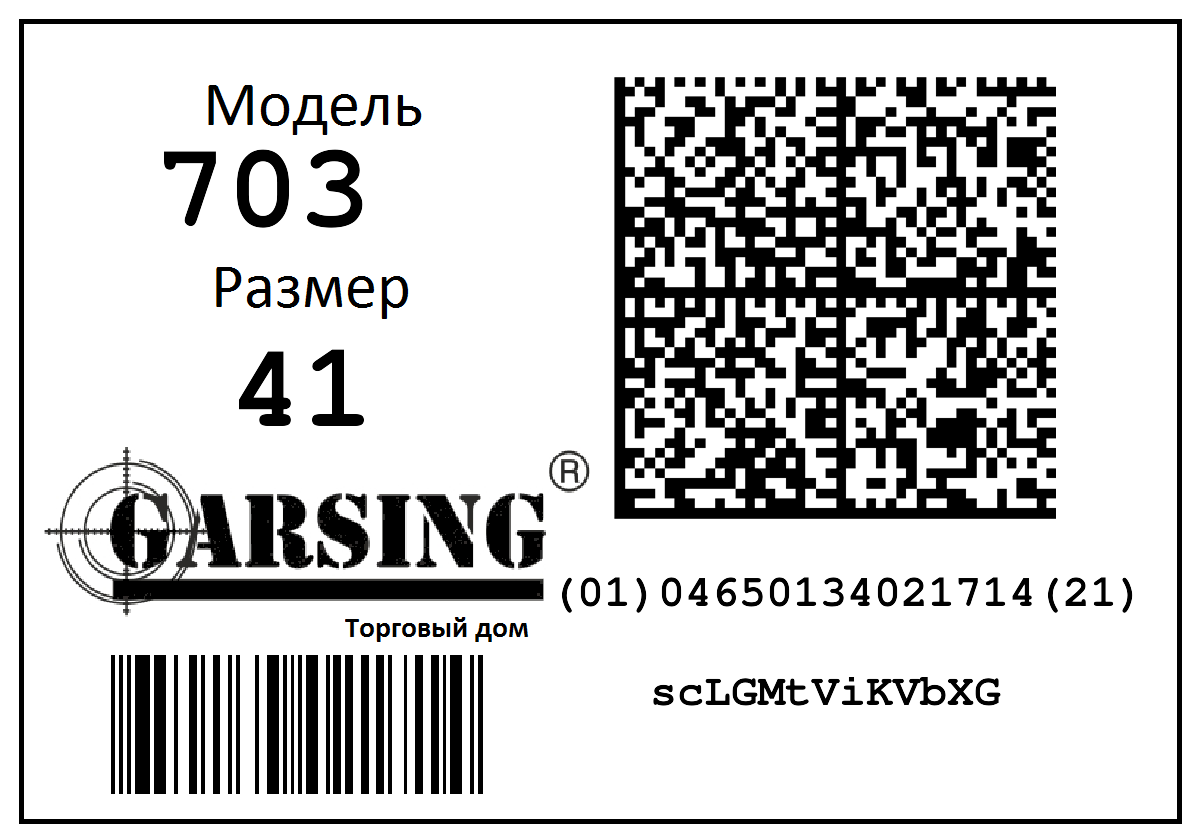 Модель
703
Размер
41
GARSING®
Торговый дом
(01)04650134021714(21)
scLGMtViKVbXG